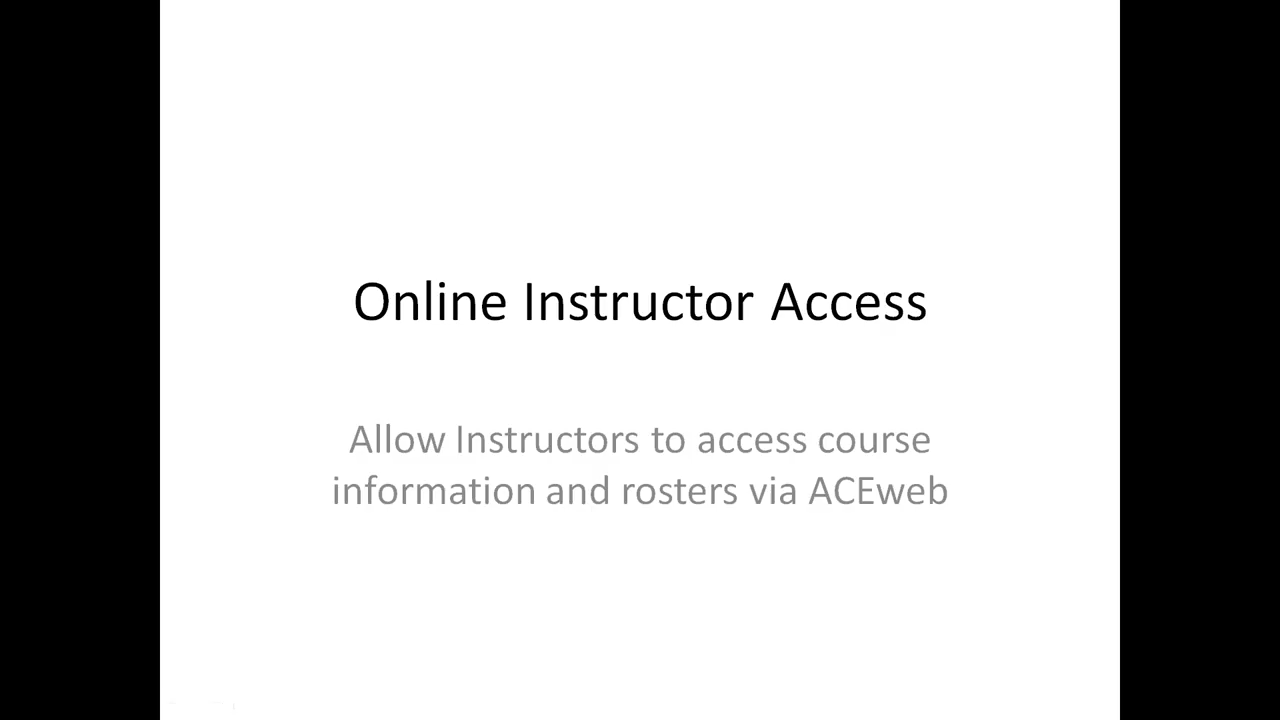 Online Instructor Access
Allow Instructors to access course
information and rosters via ACEweb